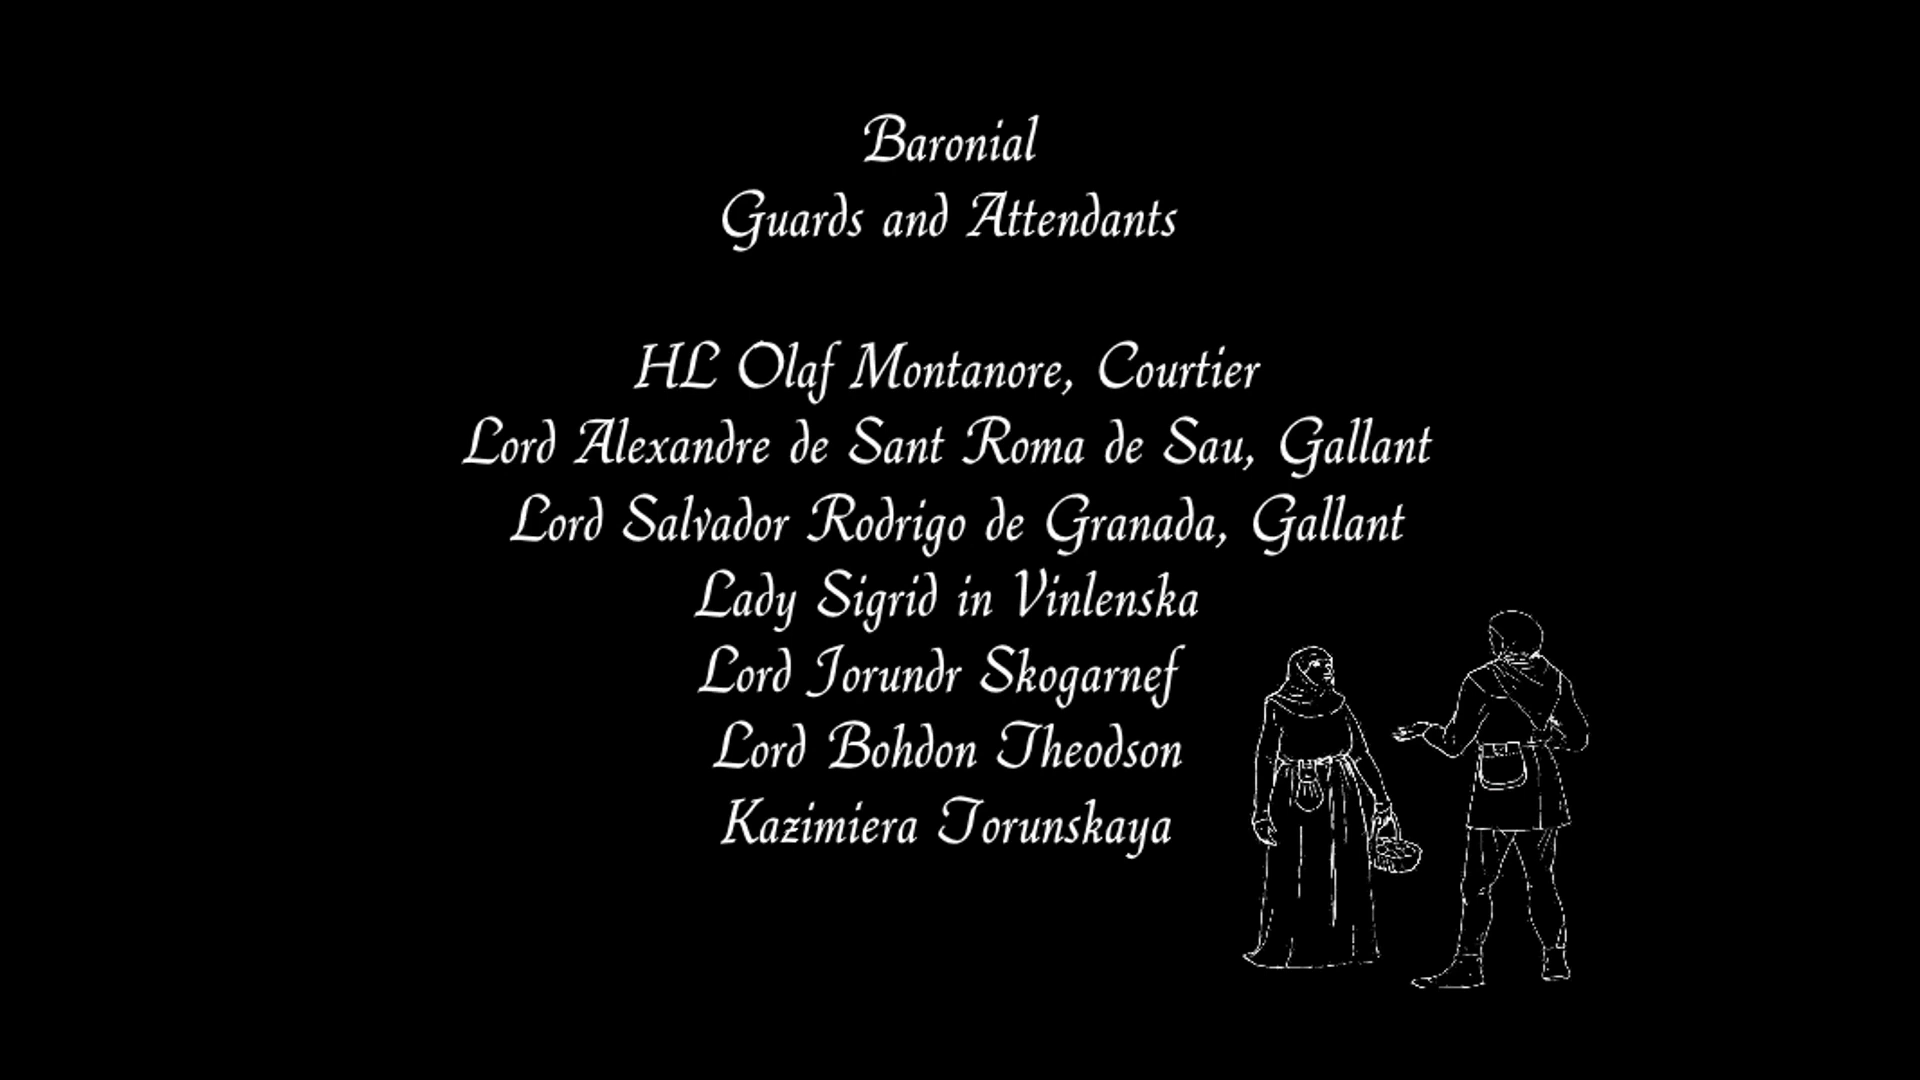 Baronial
Guards and Attendants
HL Olaf Montanore, Courtier
Lord Alexandre de Sant Roma de Sau, Gallant
Lord Salvador Rodrigo de Granada, Gallant
Lady Sigrid in Vinlenska
Lord Jorundr Skogarnef
Lord Bohdon Theodson
Kazimiera Torunskaya